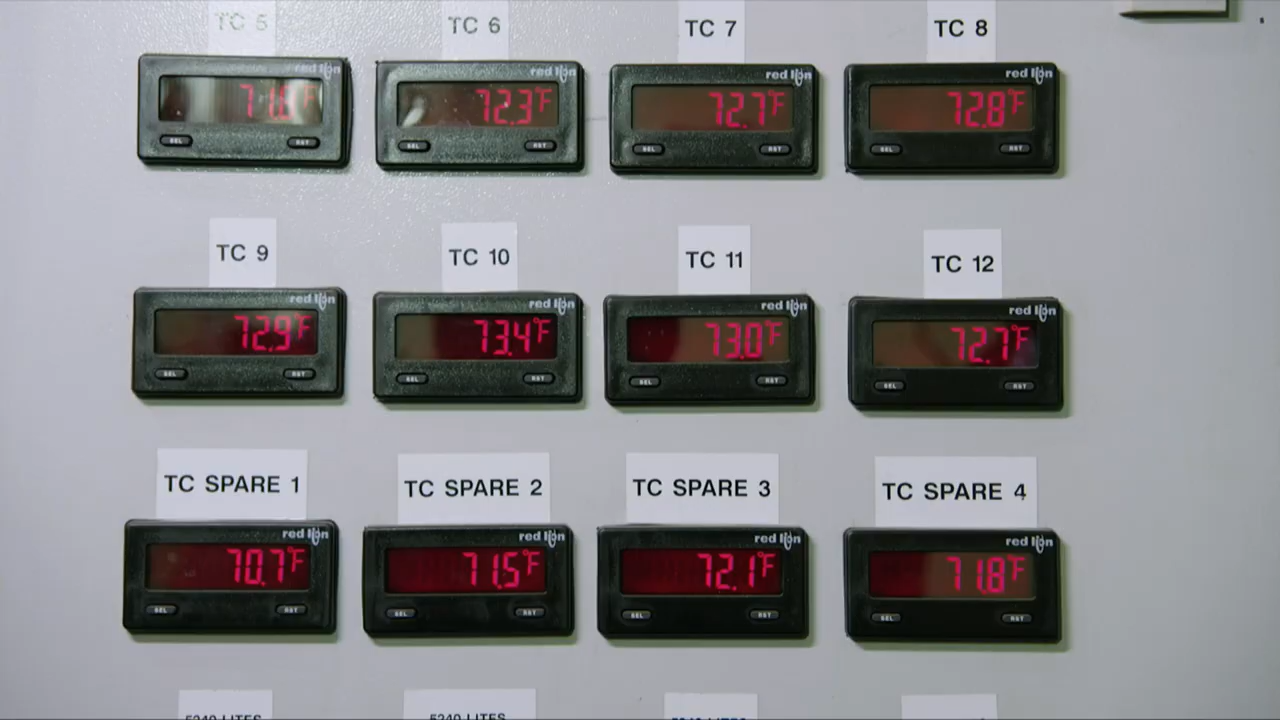 TC 5 TC 6 TC 7 TC 8
red lion red lion red lion red lion
72.3°F 72.7°F 72.8°F
SEL RST SEL RST SEL RST SEL RST
TC 9 TC 10 TC 11 TC 12
red lion red lion red lion red lion
72.9°F 73.4°F 73.0°F 72.7°F
SEL RST SEL RST SEL RST SEL RST
TC SPARE 1 TC SPARE 2 TC SPARE 3 TC SPARE 4
red lion red lion red lion red lion
70.7°F 71.5°F 72.1°F 71.8°F
SEL RST SEL RST SEL RST SEL RST
5240 LITES 5240 LITES